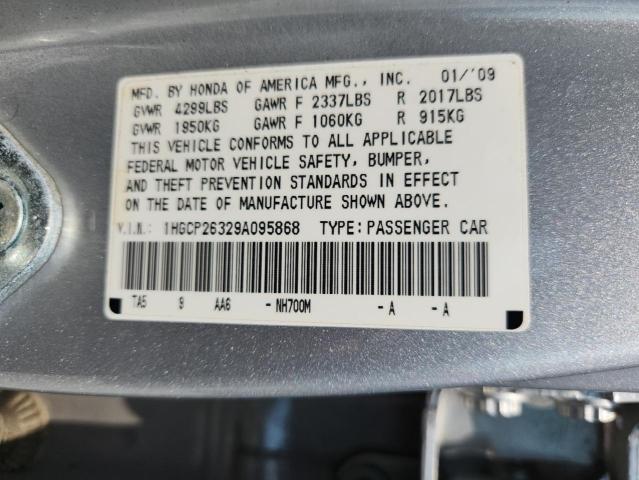 MFD. BY HONDA OF AMERICA MFG., INC. 01/'09
GVWR 4299LBS GAWR F 2337LBS R 2017LBS
GVWR 1950KG GAWR F 1060KG R 915KG
THIS VEHICLE CONFORMS TO ALL APPLICABLE
FEDERAL MOTOR VEHICLE SAFETY, BUMPER,
AND THEFT PREVENTION STANDARDS IN EFFECT
ON THE DATE OF MANUFACTURE SHOWN ABOVE.
V.I.N.: 1HGCP26329A095868 TYPE: PASSENGER CAR
TA5 9 AA6 -NH700M -A -A